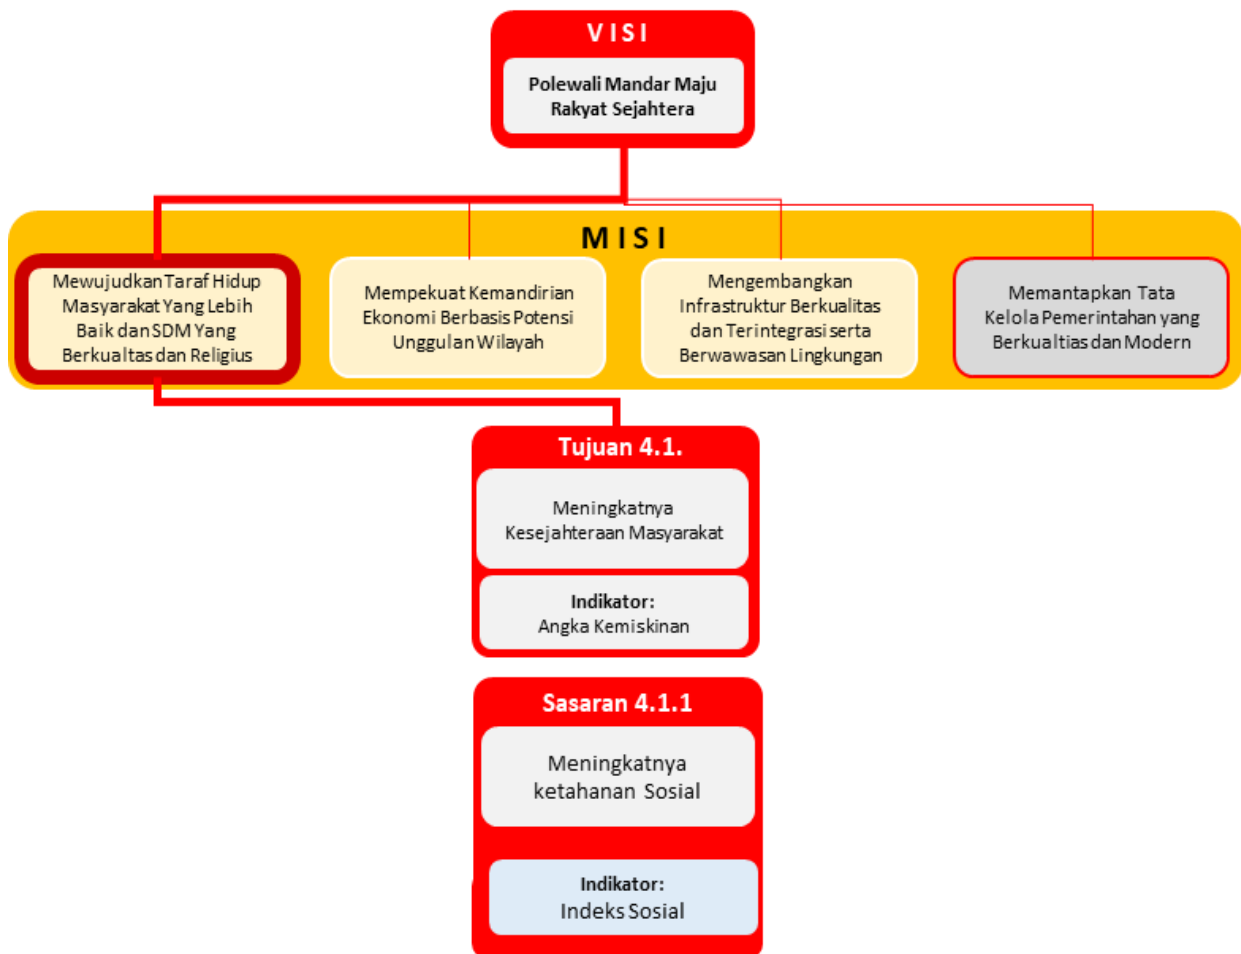 V I S I
Polewali Mandar Maju
Rakyat Sejahtera
M I S I
Mewujudkan Taraf Hidup
Masyarakat Yang Lebih
Baik dan SDM Yang
Berkualtas dan Religius
Mempekuat Kemandirian
Ekonomi Berbasis Potensi
Unggulan Wilayah
Mengembangkan
Infrastruktur Berkualitas
dan Terintegrasi serta
Berwawasan Lingkungan
Memantapkan Tata
Kelola Pemerintahan yang
Berkualtias dan Modern
Tujuan 4.1.
Meningkatnya
Kesejahteraan Masyarakat
Indikator:
Angka Kemiskinan
Sasaran 4.1.1
Meningkatnya
ketahanan Sosial
Indikator:
Indeks Sosial